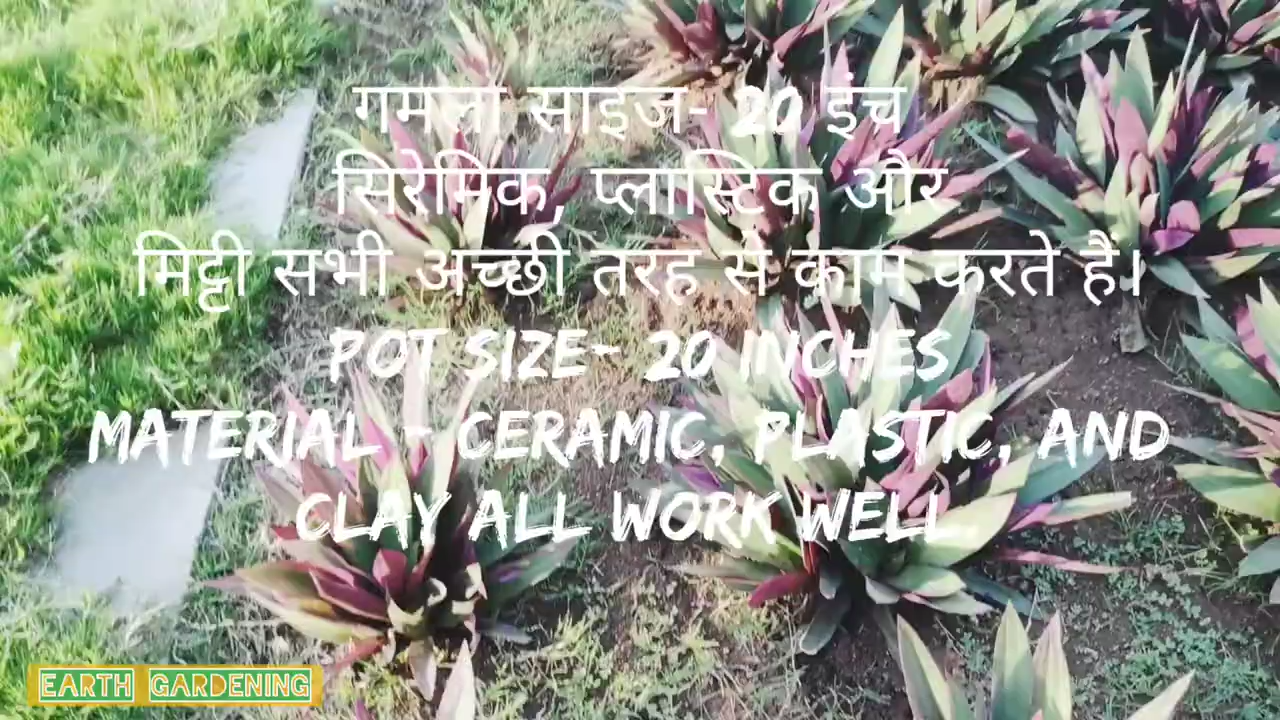 गमला साइज- 20 इंच
सिरेमिक, प्लास्टिक और
मिट्टी सभी अच्छी तरह से काम करते हैं।
POT SIZE- 20 INCHES
MATERIAL - CERAMIC, PLASTIC, AND
CLAY ALL WORK WELL.
EARTH GARDENING